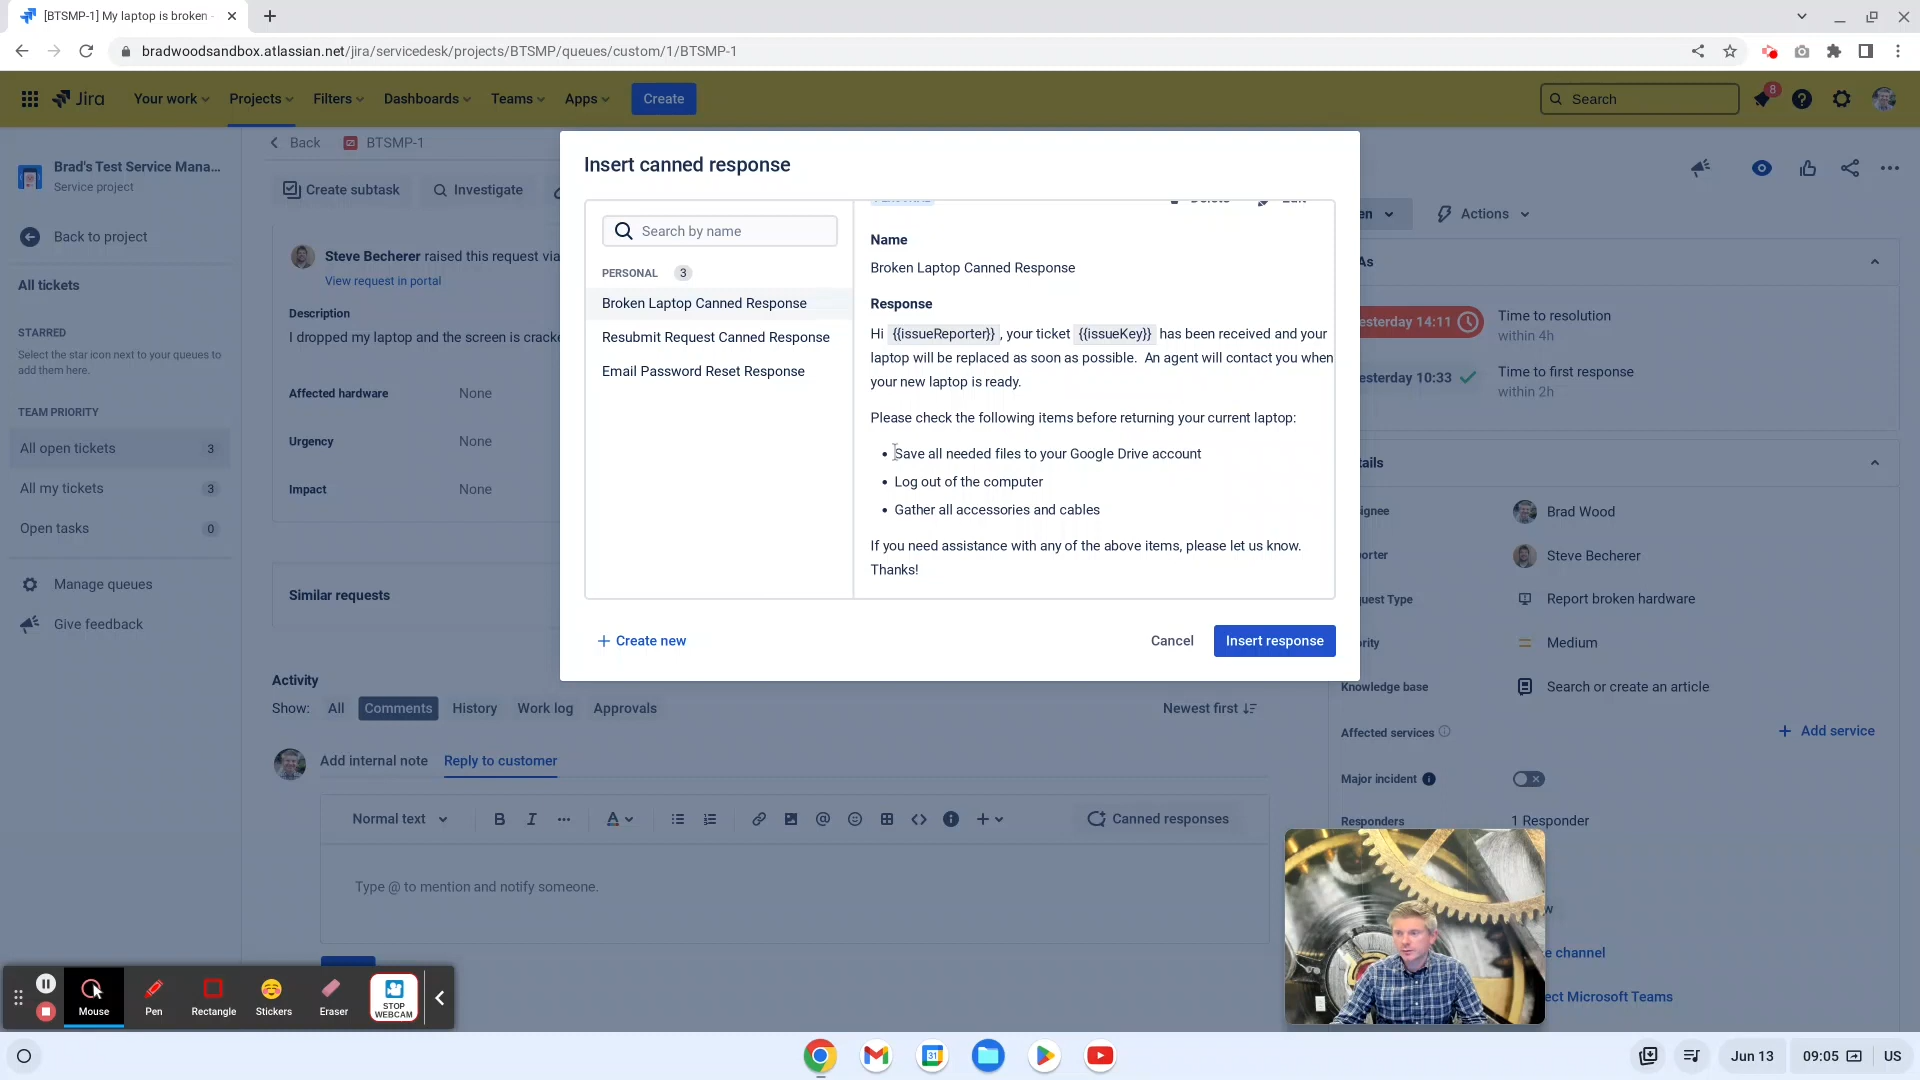 [BTSMP-1] My laptop is broken -
bradwoodsandbox.atlassian.net/jira/servicedesk/projects/BTSMP/queues/custom/1/BTSMP-1
Jira
Your work
Projects
Filters
Dashboards
Teams
Apps
Create
Search
8
Back
BTSMP-1
Brad's Test Service Mana...
Service project
Back to project
All tickets
STARRED
Select the star icon next to your queues to
add them here.
TEAM PRIORITY
All open tickets 3
All my tickets 3
Open tasks 0
Manage queues
Give feedback
Create subtask
Investigate
Steve Becherer raised this request via
View request in portal
Description
I dropped my laptop and the screen is cracke
Affected hardware None
Urgency None
Impact None
Similar requests
Insert canned response
Search by name
PERSONAL 3
Broken Laptop Canned Response
Resubmit Request Canned Response
Email Password Reset Response
Name
Broken Laptop Canned Response
Response
Hi {{issueReporter}} , your ticket {{issueKey}} has been received and your
laptop will be replaced as soon as possible. An agent will contact you when
your new laptop is ready.
Please check the following items before returning your current laptop:
• Save all needed files to your Google Drive account
• Log out of the computer
• Gather all accessories and cables
If you need assistance with any of the above items, please let us know.
Thanks!
+ Create new
Cancel
Insert response
en
Actions
As
esterday 14:11
Time to resolution
within 4h
esterday 10:33
Time to first response
within 2h
tails
ignee Brad Wood
orter Steve Becherer
quest Type Report broken hardware
ority Medium
Knowledge base Search or create an article
Affected services
+ Add service
Major incident
Responders
1 Responder
w
e channel
ect Microsoft Teams
Activity
Show: All Comments History Work log Approvals
Newest first
Add internal note
Reply to customer
Normal text
B I ... A
Canned responses
Type @ to mention and notify someone.
Mouse
Pen
Rectangle
Stickers
Eraser
STOP
WEBCAM
31
Jun 13
09:05
US